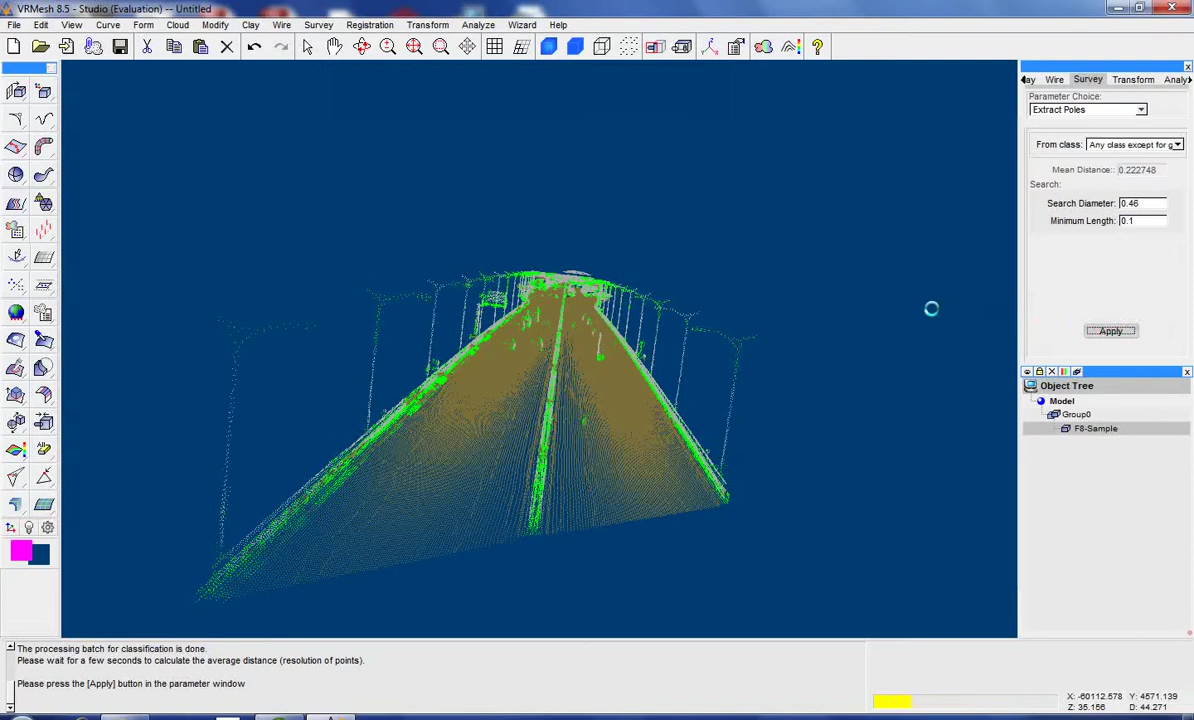 VRMesh 8.5 - Studio (Evaluation) -- Untitled
File Edit View Curve Form Cloud Modify Clay Wire Survey Registration Transform Analyze Wizard Help
Wire Survey Transform
Parameter Choice:
Extract Poles
From class: Any class except for g
Mean Distance:: 0.222748
Search:
Search Diameter: 0.46
Minimum Length: 0.1
Apply
Object Tree
Model
Group0
F8-Sample
The processing batch for classification is done.
Please wait for a few seconds to calculate the average distance (resolution of points).
Please press the [Apply] button in the parameter window
X: -60112.578 Y: 4571.139
Z: 35.156 D: 44.271